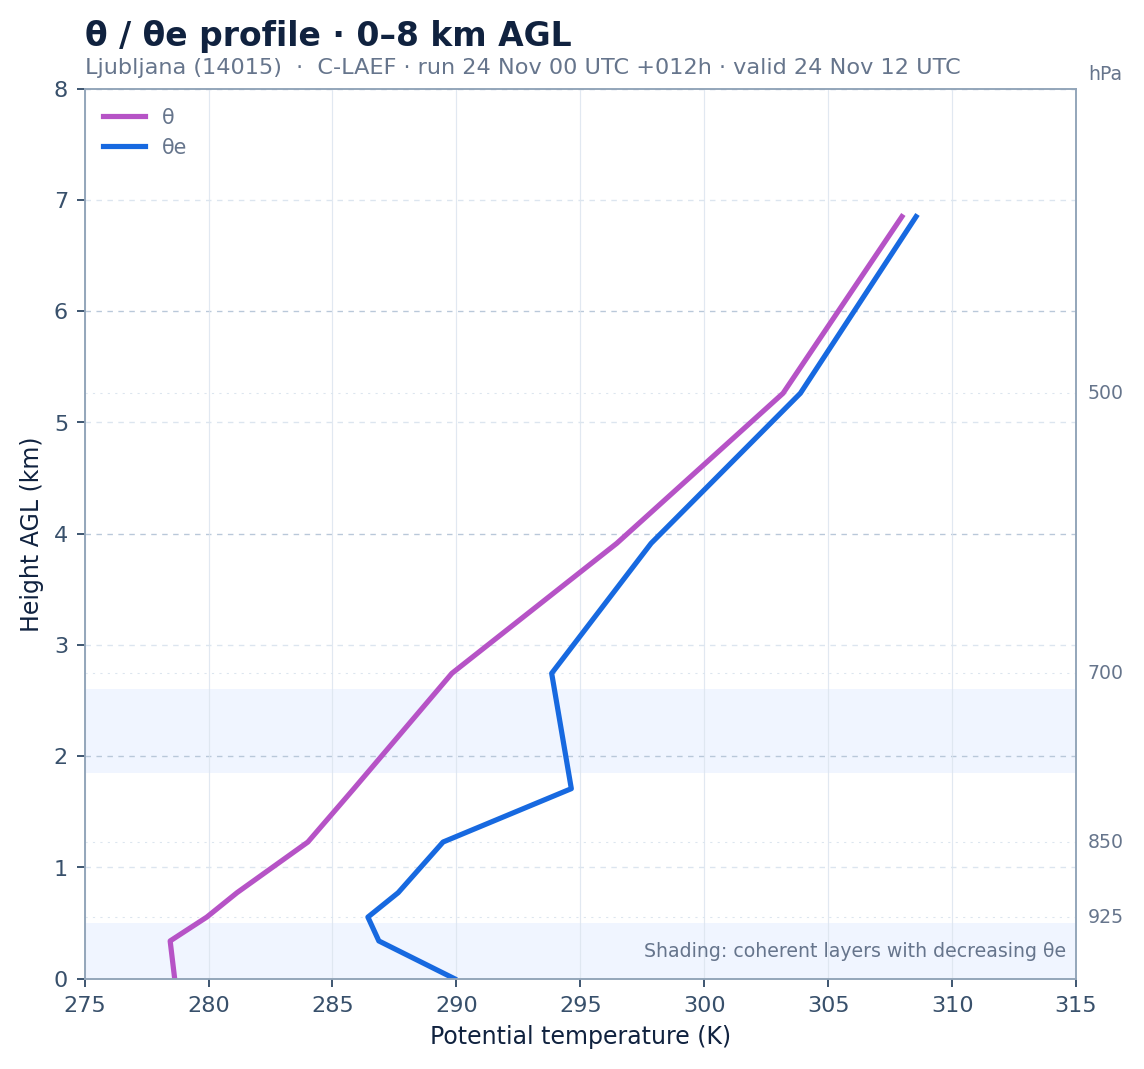 θ / θe profile · 0–8 km AGL
Ljubljana (14015) · C-LAEF · run 24 Nov 00 UTC +012h · valid 24 Nov 12 UTC
hPa
θ
θe
8
7
6
5
4
3
2
1
0
Height AGL (km)
500
700
850
925
Shading: coherent layers with decreasing θe
275 280 285 290 295 300 305 310 315
Potential temperature (K)